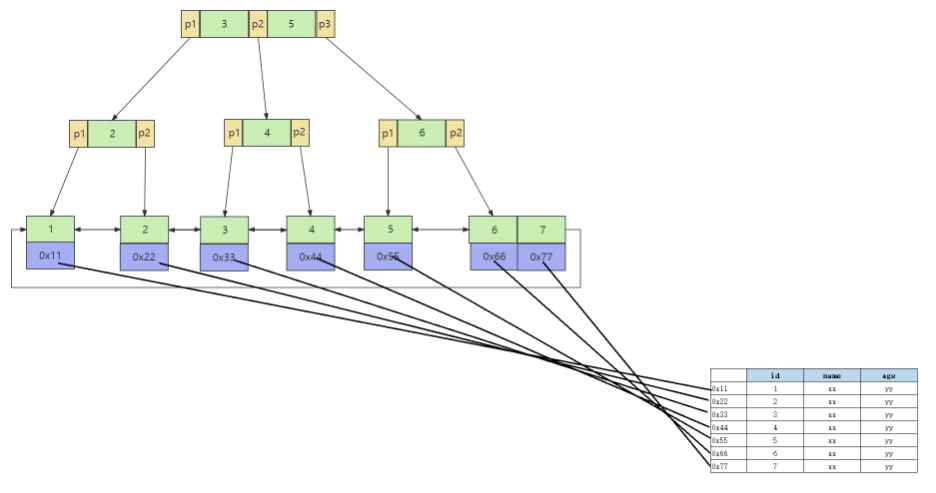 p1 3 p2 5 p3
p1 2 p2
p1 4 p2
p1 6 p2
1 2 3 4 5 6 7
0x11 0x22 0x33 0x44 0x55 0x66 0x77
id name age
0x11 1 xx yy
0x22 2 xx yy
0x33 3 xx yy
0x44 4 xx yy
0x55 5 xx yy
0x66 6 xx yy
0x77 7 xx yy